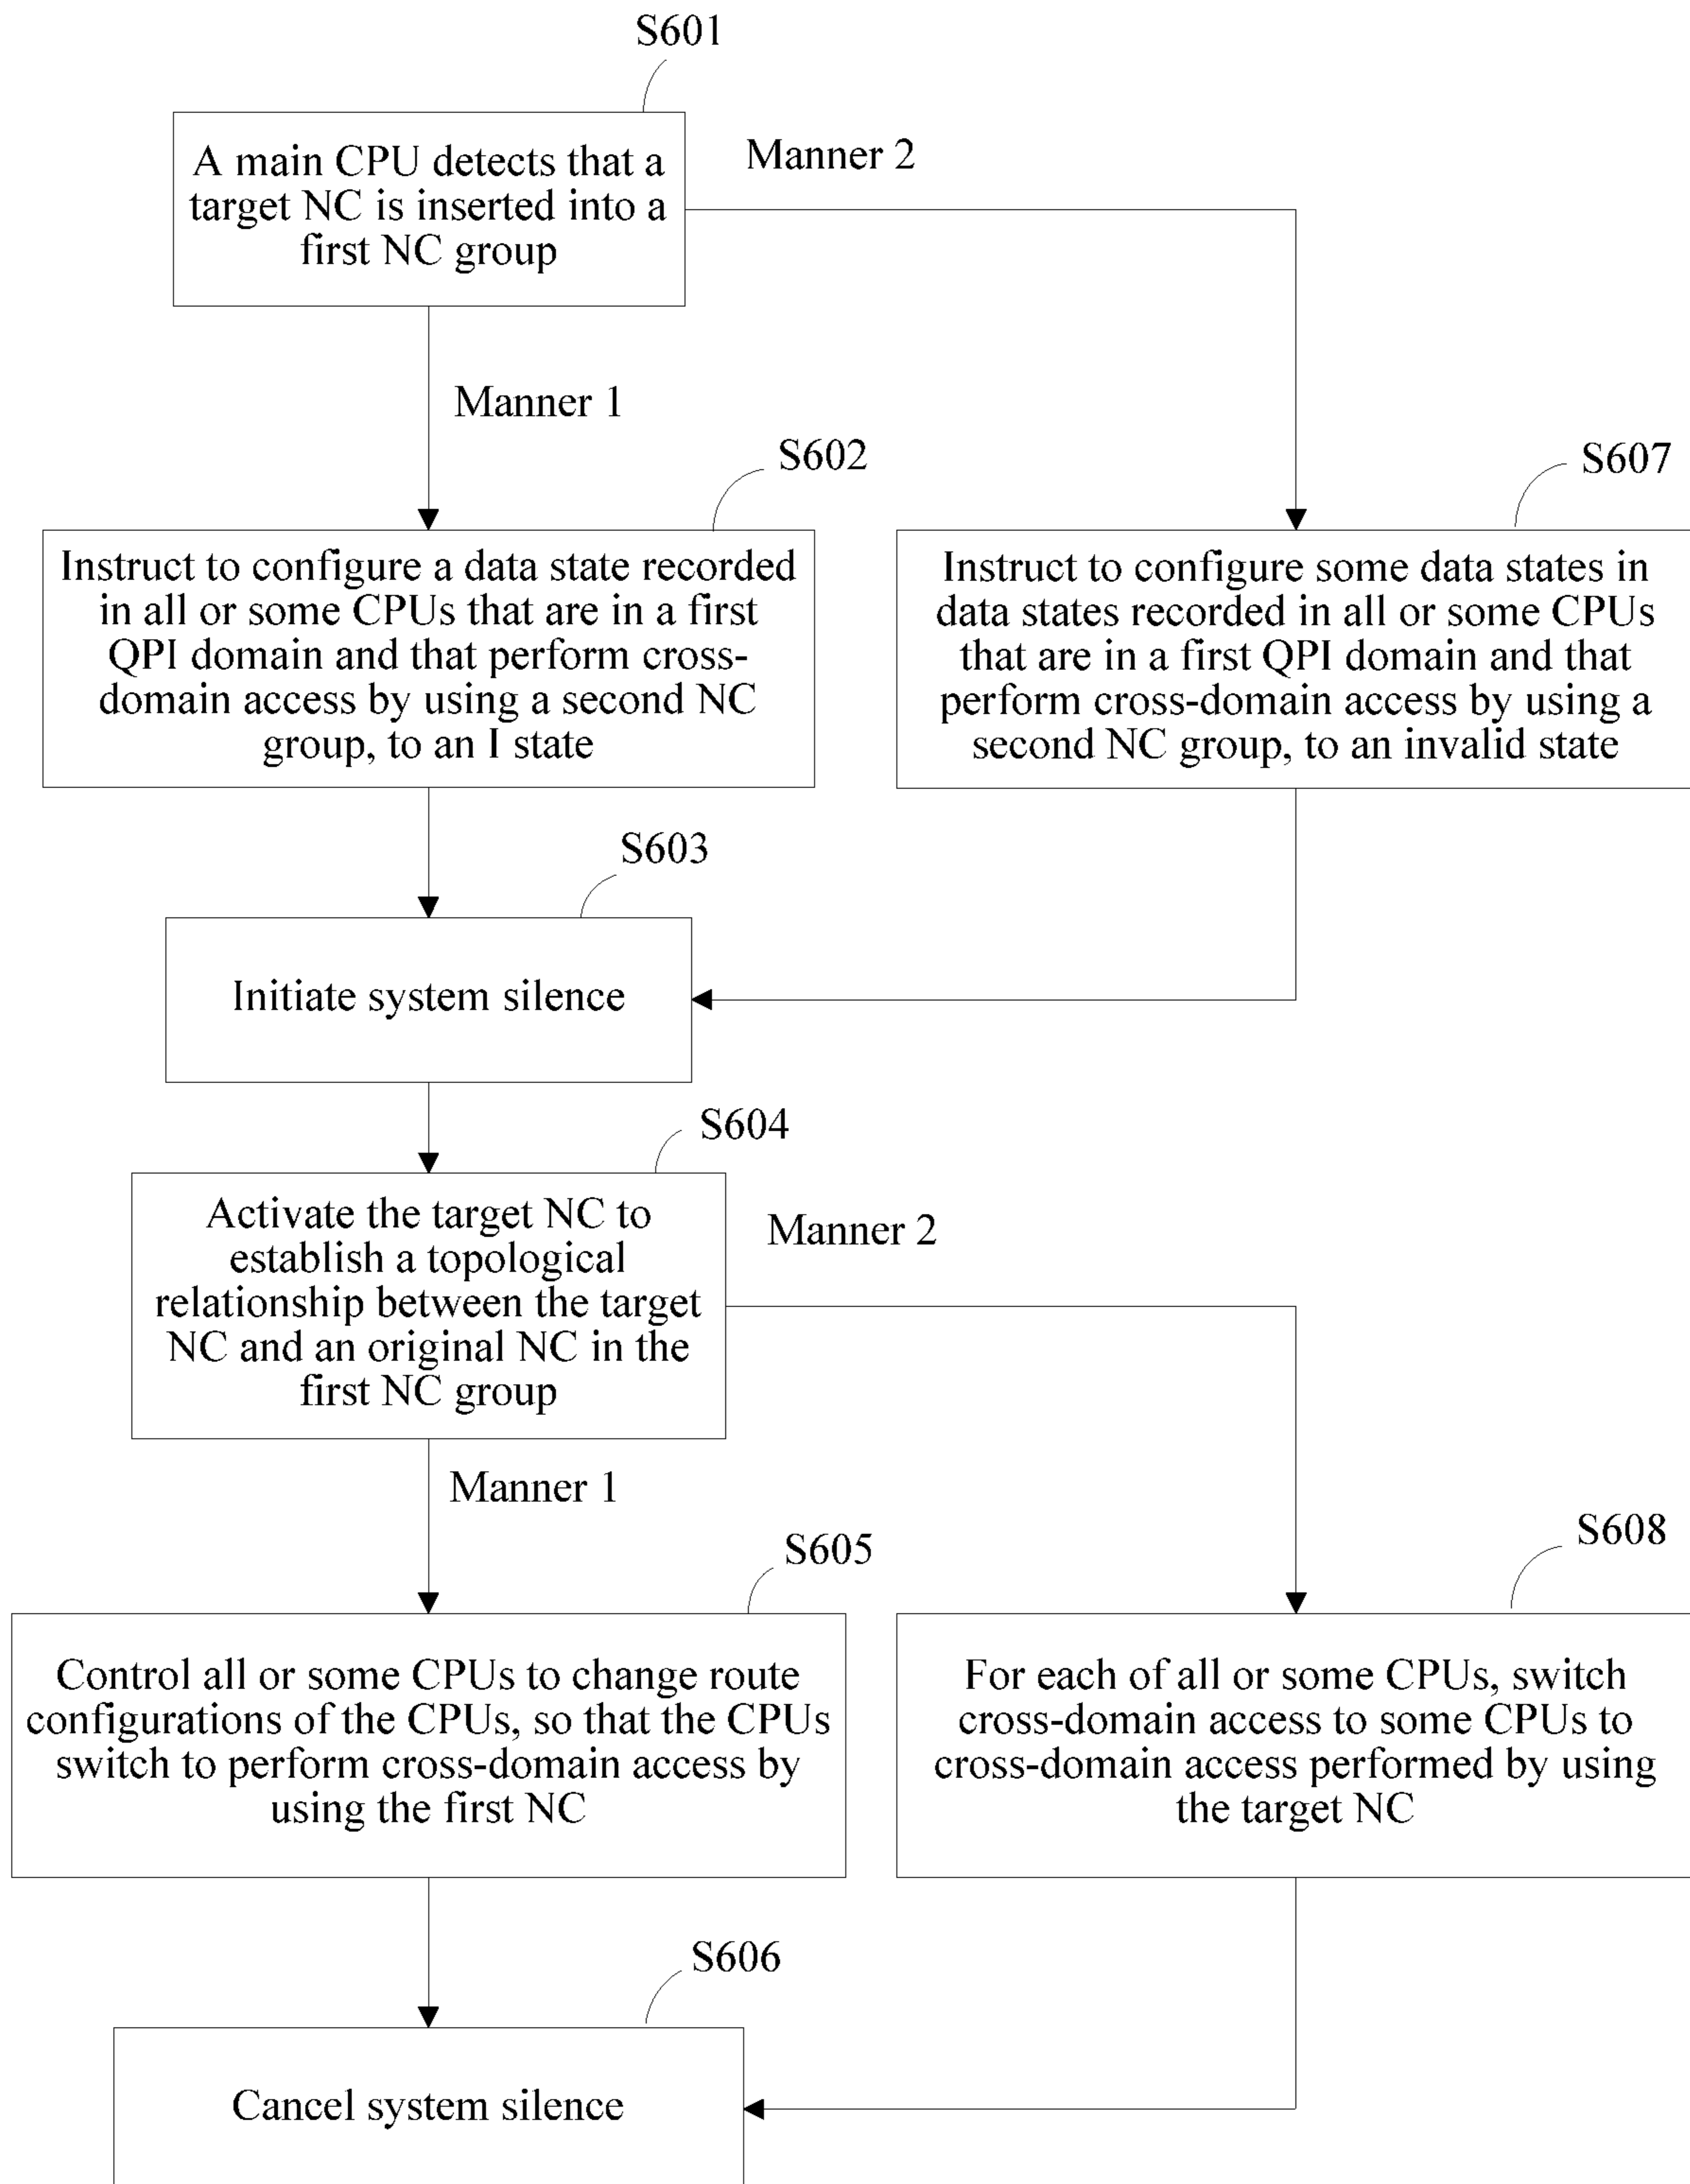 S601
A main CPU detects that a
target NC is inserted into a
first NC group
Manner 2
Manner 1
S602
Instruct to configure a data state recorded
in all or some CPUs that are in a first
QPI domain and that perform cross-
domain access by using a second NC
group, to an I state
S607
Instruct to configure some data states in
data states recorded in all or some CPUs
that are in a first QPI domain and that
perform cross-domain access by using a
second NC group, to an invalid state
S603
Initiate system silence
S604
Activate the target NC to
establish a topological
relationship between the target
NC and an original NC in the
first NC group
Manner 2
Manner 1
S605
Control all or some CPUs to change route
configurations of the CPUs, so that the CPUs
switch to perform cross-domain access by
using the first NC
S608
For each of all or some CPUs, switch
cross-domain access to some CPUs to
cross-domain access performed by using
the target NC
S606
Cancel system silence